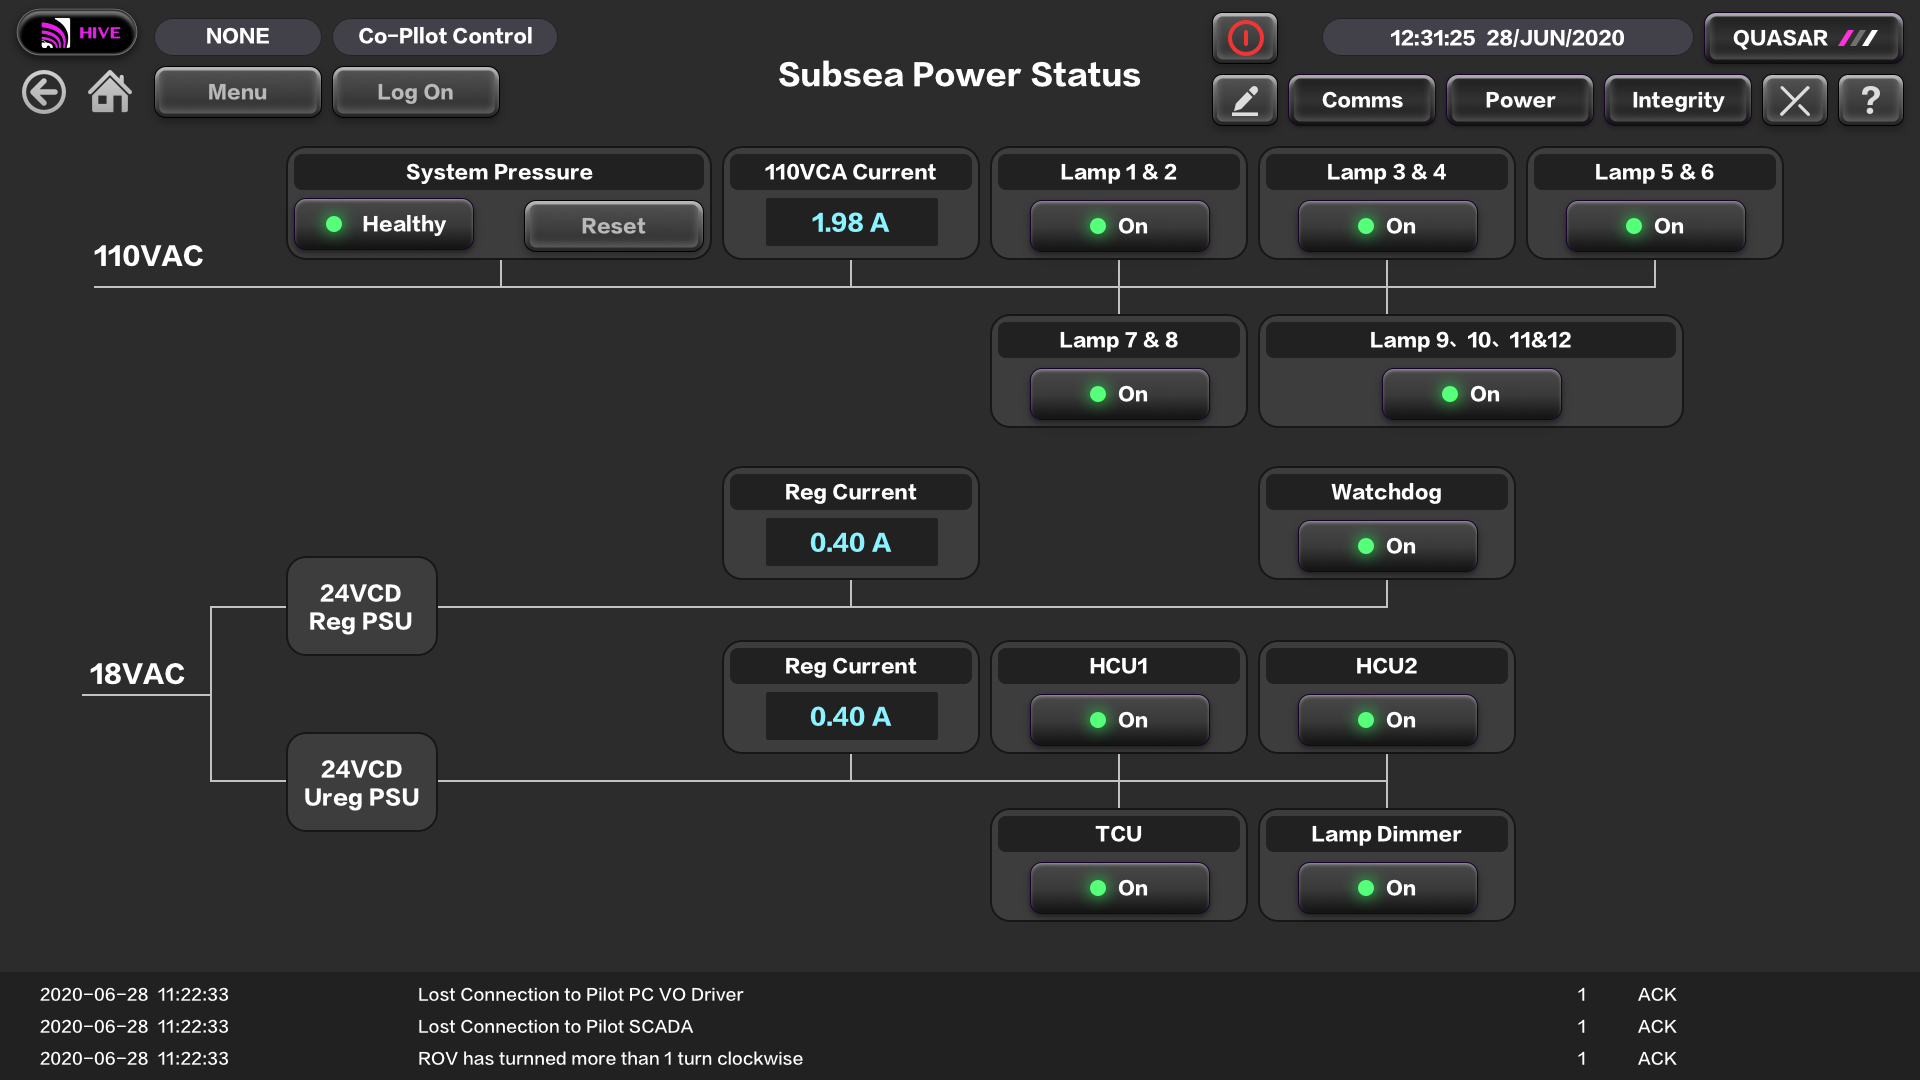 HIVE
NONE
Co-PIlot Control
12:31:25 28/JUN/2020
QUASAR
Menu
Log On
Subsea Power Status
Comms
Power
Integrity
?
System Pressure
110VCA Current
Lamp 1 & 2
Lamp 3 & 4
Lamp 5 & 6
Healthy
Reset
1.98 A
On
On
On
110VAC
Lamp 7 & 8
Lamp 9、10、11&12
On
On
Reg Current
Watchdog
0.40 A
On
24VCD
Reg PSU
18VAC
Reg Current
HCU1
HCU2
0.40 A
On
On
24VCD
Ureg PSU
TCU
Lamp Dimmer
On
On
2020-06-28 11:22:33 Lost Connection to Pilot PC VO Driver 1 ACK
2020-06-28 11:22:33 Lost Connection to Pilot SCADA 1 ACK
2020-06-28 11:22:33 ROV has turnned more than 1 turn clockwise 1 ACK